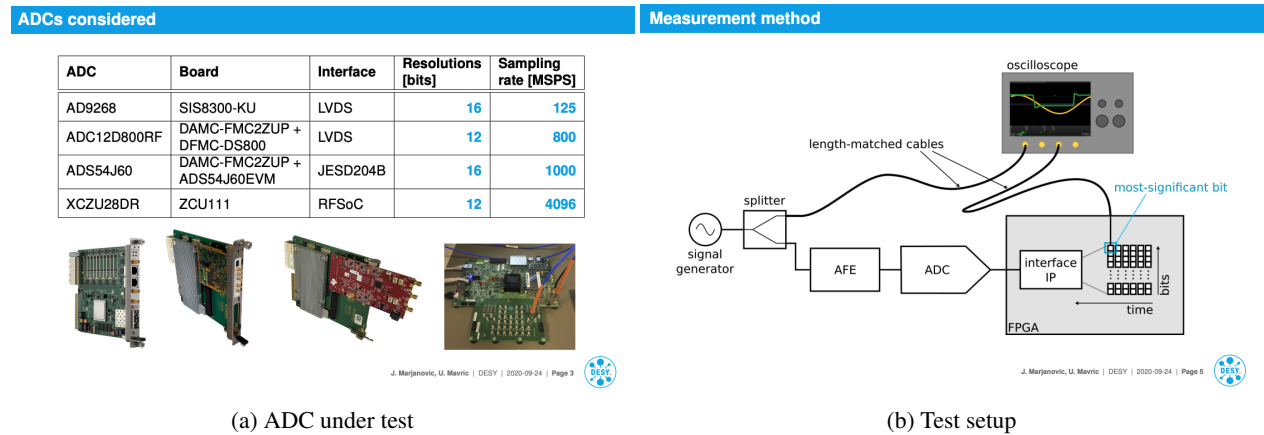 ADCs considered
ADC Board Interface Resolutions [bits] Sampling rate [MSPS]
AD9268 SIS8300-KU LVDS 16 125
ADC12D800RF DAMC-FMC2ZUP + DFMC-DS800 LVDS 12 800
ADS54J60 DAMC-FMC2ZUP + ADS54J60EVM JESD204B 16 1000
XCZU28DR ZCU111 RFSoC 12 4096
J. Marjanovic, U. Mavric | DESY | 2020-09-24 | Page 3
DESY.
(a) ADC under test
Measurement method
oscilloscope
length-matched cables
most-significant bit
splitter
signal
generator
AFE
ADC
interface
IP
bits
time
FPGA
J. Marjanovic, U. Mavric | DESY | 2020-09-24 | Page 5
DESY.
(b) Test setup